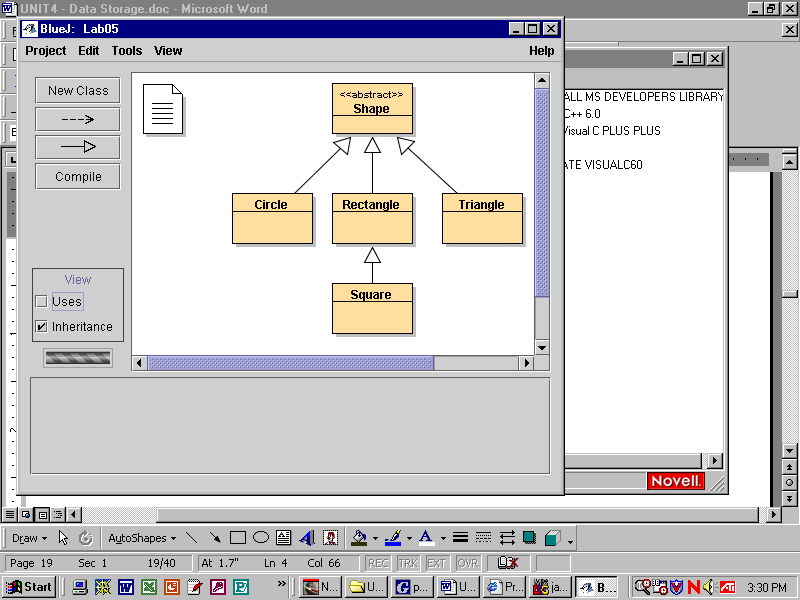 UNIT4 - Data Storage.doc - Microsoft Word
BlueJ: Lab05
Project Edit Tools View Help
New Class
Compile
View
Uses
Inheritance
<<abstract>>
Shape
Circle
Rectangle
Triangle
Square
ALL MS DEVELOPERS LIBRARY
C++ 6.0
Visual C PLUS PLUS
ATE VISUALC60
Novell.
Draw AutoShapes
Page 19 Sec 1 19/40 At 1.7" Ln 4 Col 66 REC TRK EXT OVR
Start N... U... p... U... Pr... ja... B... 3:30 PM